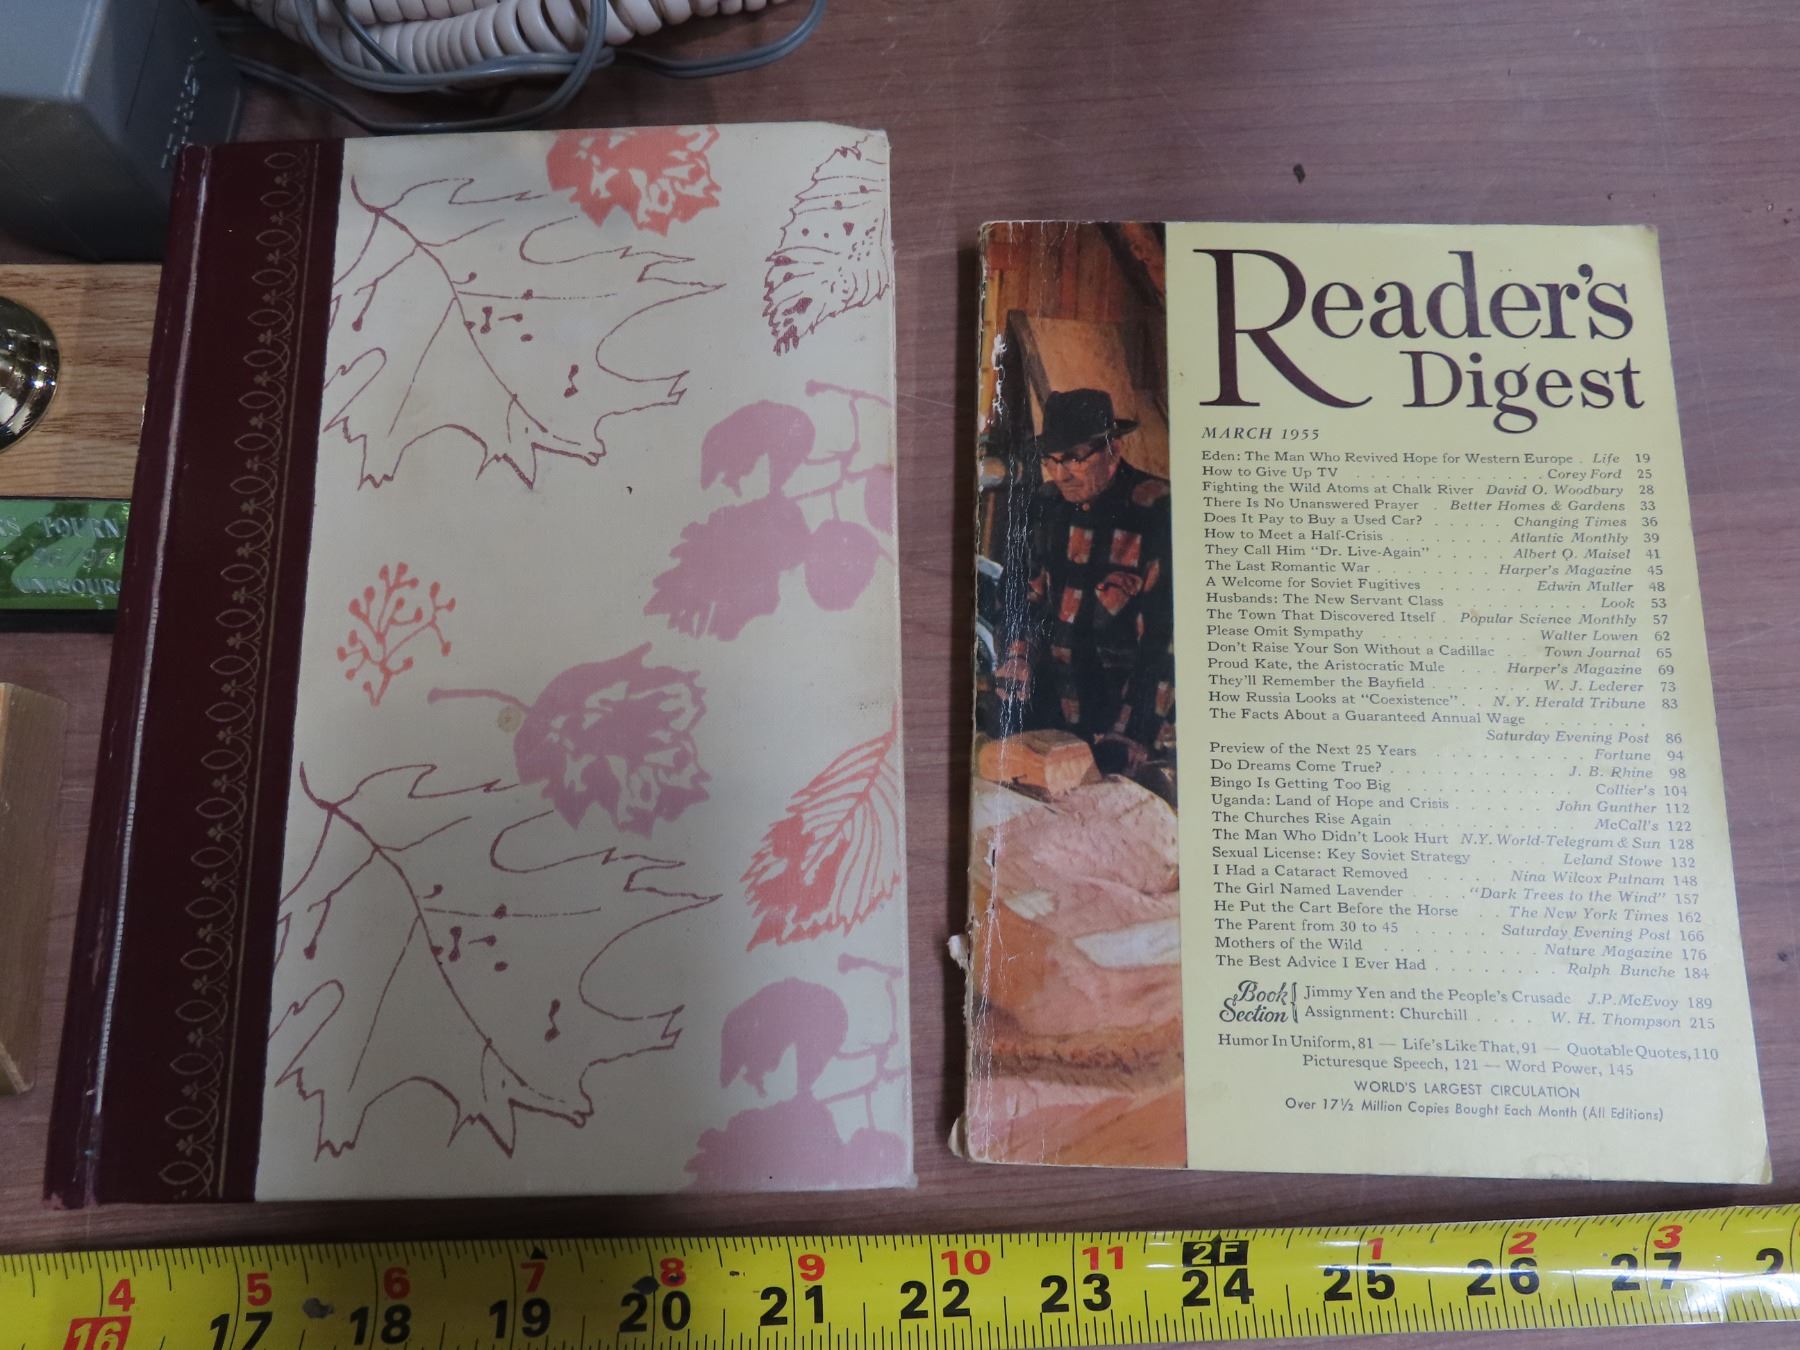 Reader's
Digest
MARCH 1955
Eden: The Man Who Revived Hope for Western Europe . Life 19
How to Give Up TV . . . . . . . . . . . . . Corey Ford 25
Fighting the Wild Atoms at Chalk River David O. Woodbury 28
There Is No Unanswered Prayer . Better Homes & Gardens 33
Does It Pay to Buy a Used Car? . . . . . Changing Times 36
How to Meet a Half-Crisis . . . . . . . . Atlantic Monthly 39
They Call Him "Dr. Live-Again" . . . . . Albert Q. Maisel 41
The Last Romantic War . . . . . . . . Harper's Magazine 45
A Welcome for Soviet Fugitives . . . . . . Edwin Muller 48
Husbands: The New Servant Class . . . . . . . . . Look 53
The Town That Discovered Itself . Popular Science Monthly 57
Please Omit Sympathy . . . . . . . . . . Walter Lowen 62
Don't Raise Your Son Without a Cadillac . . Town Journal 65
Proud Kate, the Aristocratic Mule . . . Harper's Magazine 69
They'll Remember the Bayfield . . . . . . . W. J. Lederer 73
How Russia Looks at "Coexistence" . . N. Y. Herald Tribune 83
The Facts About a Guaranteed Annual Wage . . . . . . .
Saturday Evening Post 86
Preview of the Next 25 Years . . . . . . . . . Fortune 94
Do Dreams Come True? . . . . . . . . . . J. B. Rhine 98
Bingo Is Getting Too Big . . . . . . . . . . Collier's 104
Uganda: Land of Hope and Crisis . . . . . John Gunther 112
The Churches Rise Again . . . . . . . . . . McCall's 122
The Man Who Didn't Look Hurt N.Y. World-Telegram & Sun 128
Sexual License: Key Soviet Strategy . . . . Leland Stowe 132
I Had a Cataract Removed . . . . . Nina Wilcox Putnam 148
The Girl Named Lavender . . . . "Dark Trees to the Wind" 157
He Put the Cart Before the Horse . . The New York Times 162
The Parent from 30 to 45 . . . . . Saturday Evening Post 166
Mothers of the Wild . . . . . . . . . Nature Magazine 176
The Best Advice I Ever Had . . . . . . . Ralph Bunche 184
Book Section
Jimmy Yen and the People's Crusade J.P. McEvoy 189
Assignment: Churchill . . . . W. H. Thompson 215
Humor In Uniform, 81 — Life's Like That, 91 — Quotable Quotes, 110
Picturesque Speech, 121 — Word Power, 145
WORLD'S LARGEST CIRCULATION
Over 17½ Million Copies Bought Each Month (All Editions)
TOURN
UNISOURC
4 5 6 7 8 9 10 11 2F 1 2 3
16 17 18 19 20 21 22 23 24 25 26 27 2